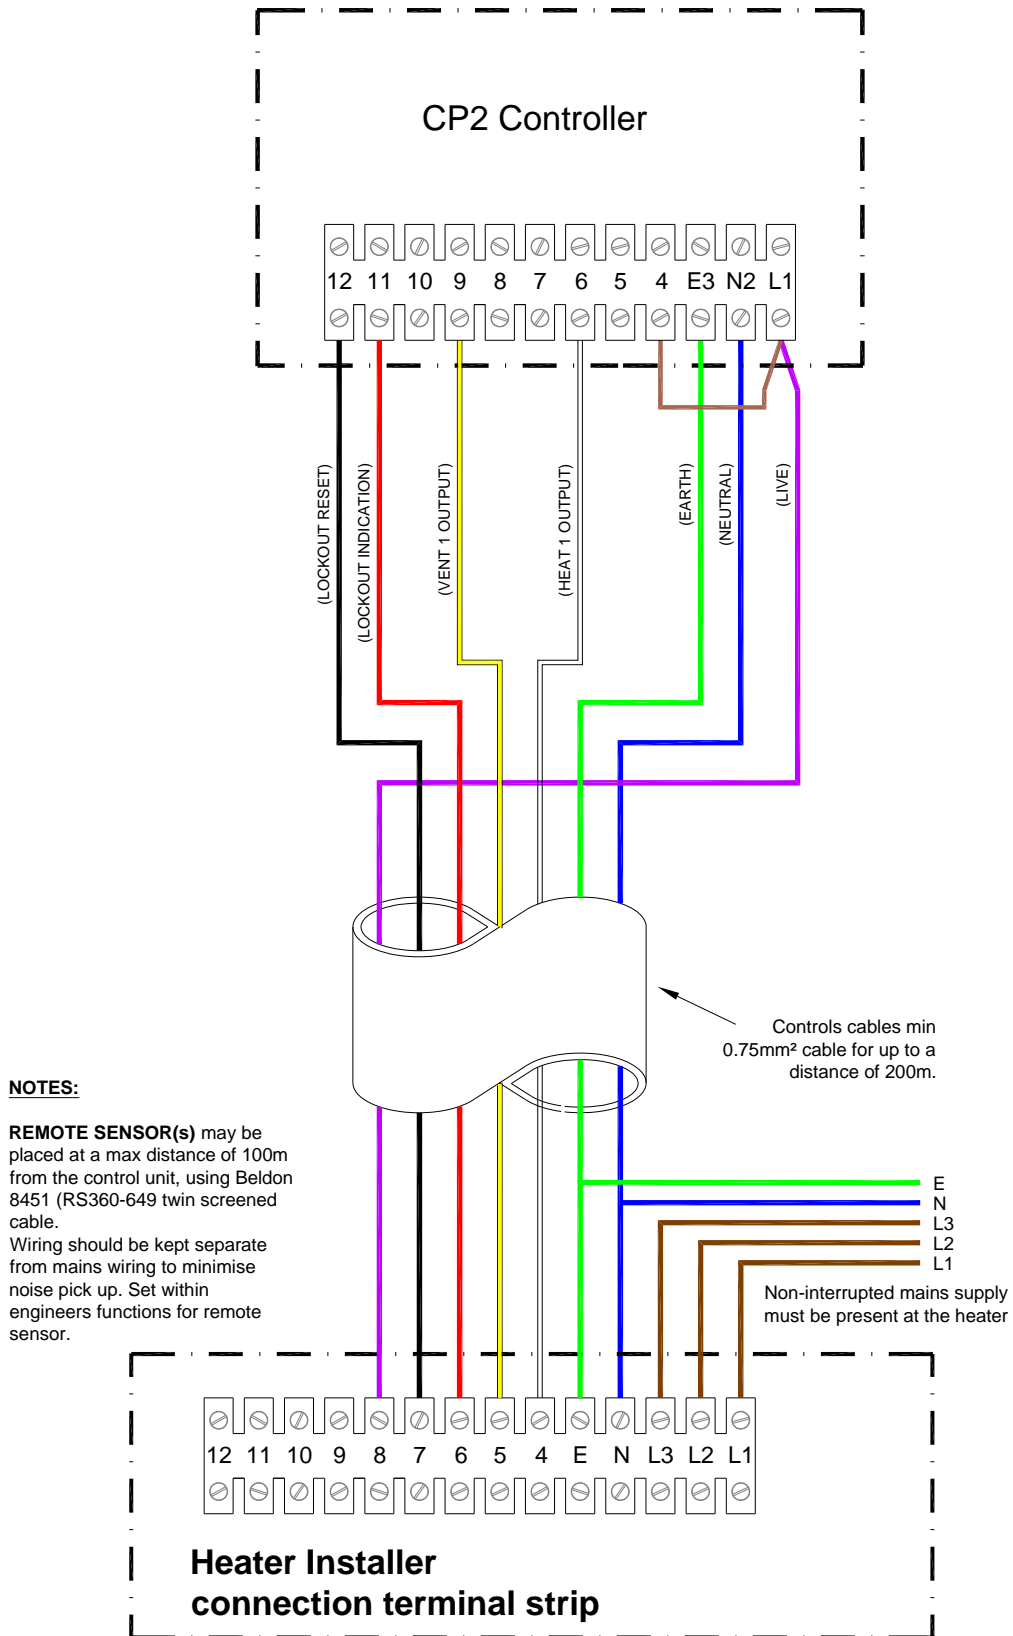 CP2 Controller
12 11 10 9 8 7 6 5 4 E3 N2 L1
(LOCKOUT RESET)
(LOCKOUT INDICATION)
(VENT 1 OUTPUT)
(HEAT 1 OUTPUT)
(EARTH)
(NEUTRAL)
(LIVE)
Controls cables min
0.75mm² cable for up to a
distance of 200m.
NOTES:
REMOTE SENSOR(s) may be
placed at a max distance of 100m
from the control unit, using Beldon
8451 (RS360-649 twin screened
cable.
Wiring should be kept separate
from mains wiring to minimise
noise pick up. Set within
engineers functions for remote
sensor.
E
N
L3
L2
L1
Non-interrupted mains supply
must be present at the heater
12 11 10 9 8 7 6 5 4 E N L3 L2 L1
Heater Installer
connection terminal strip